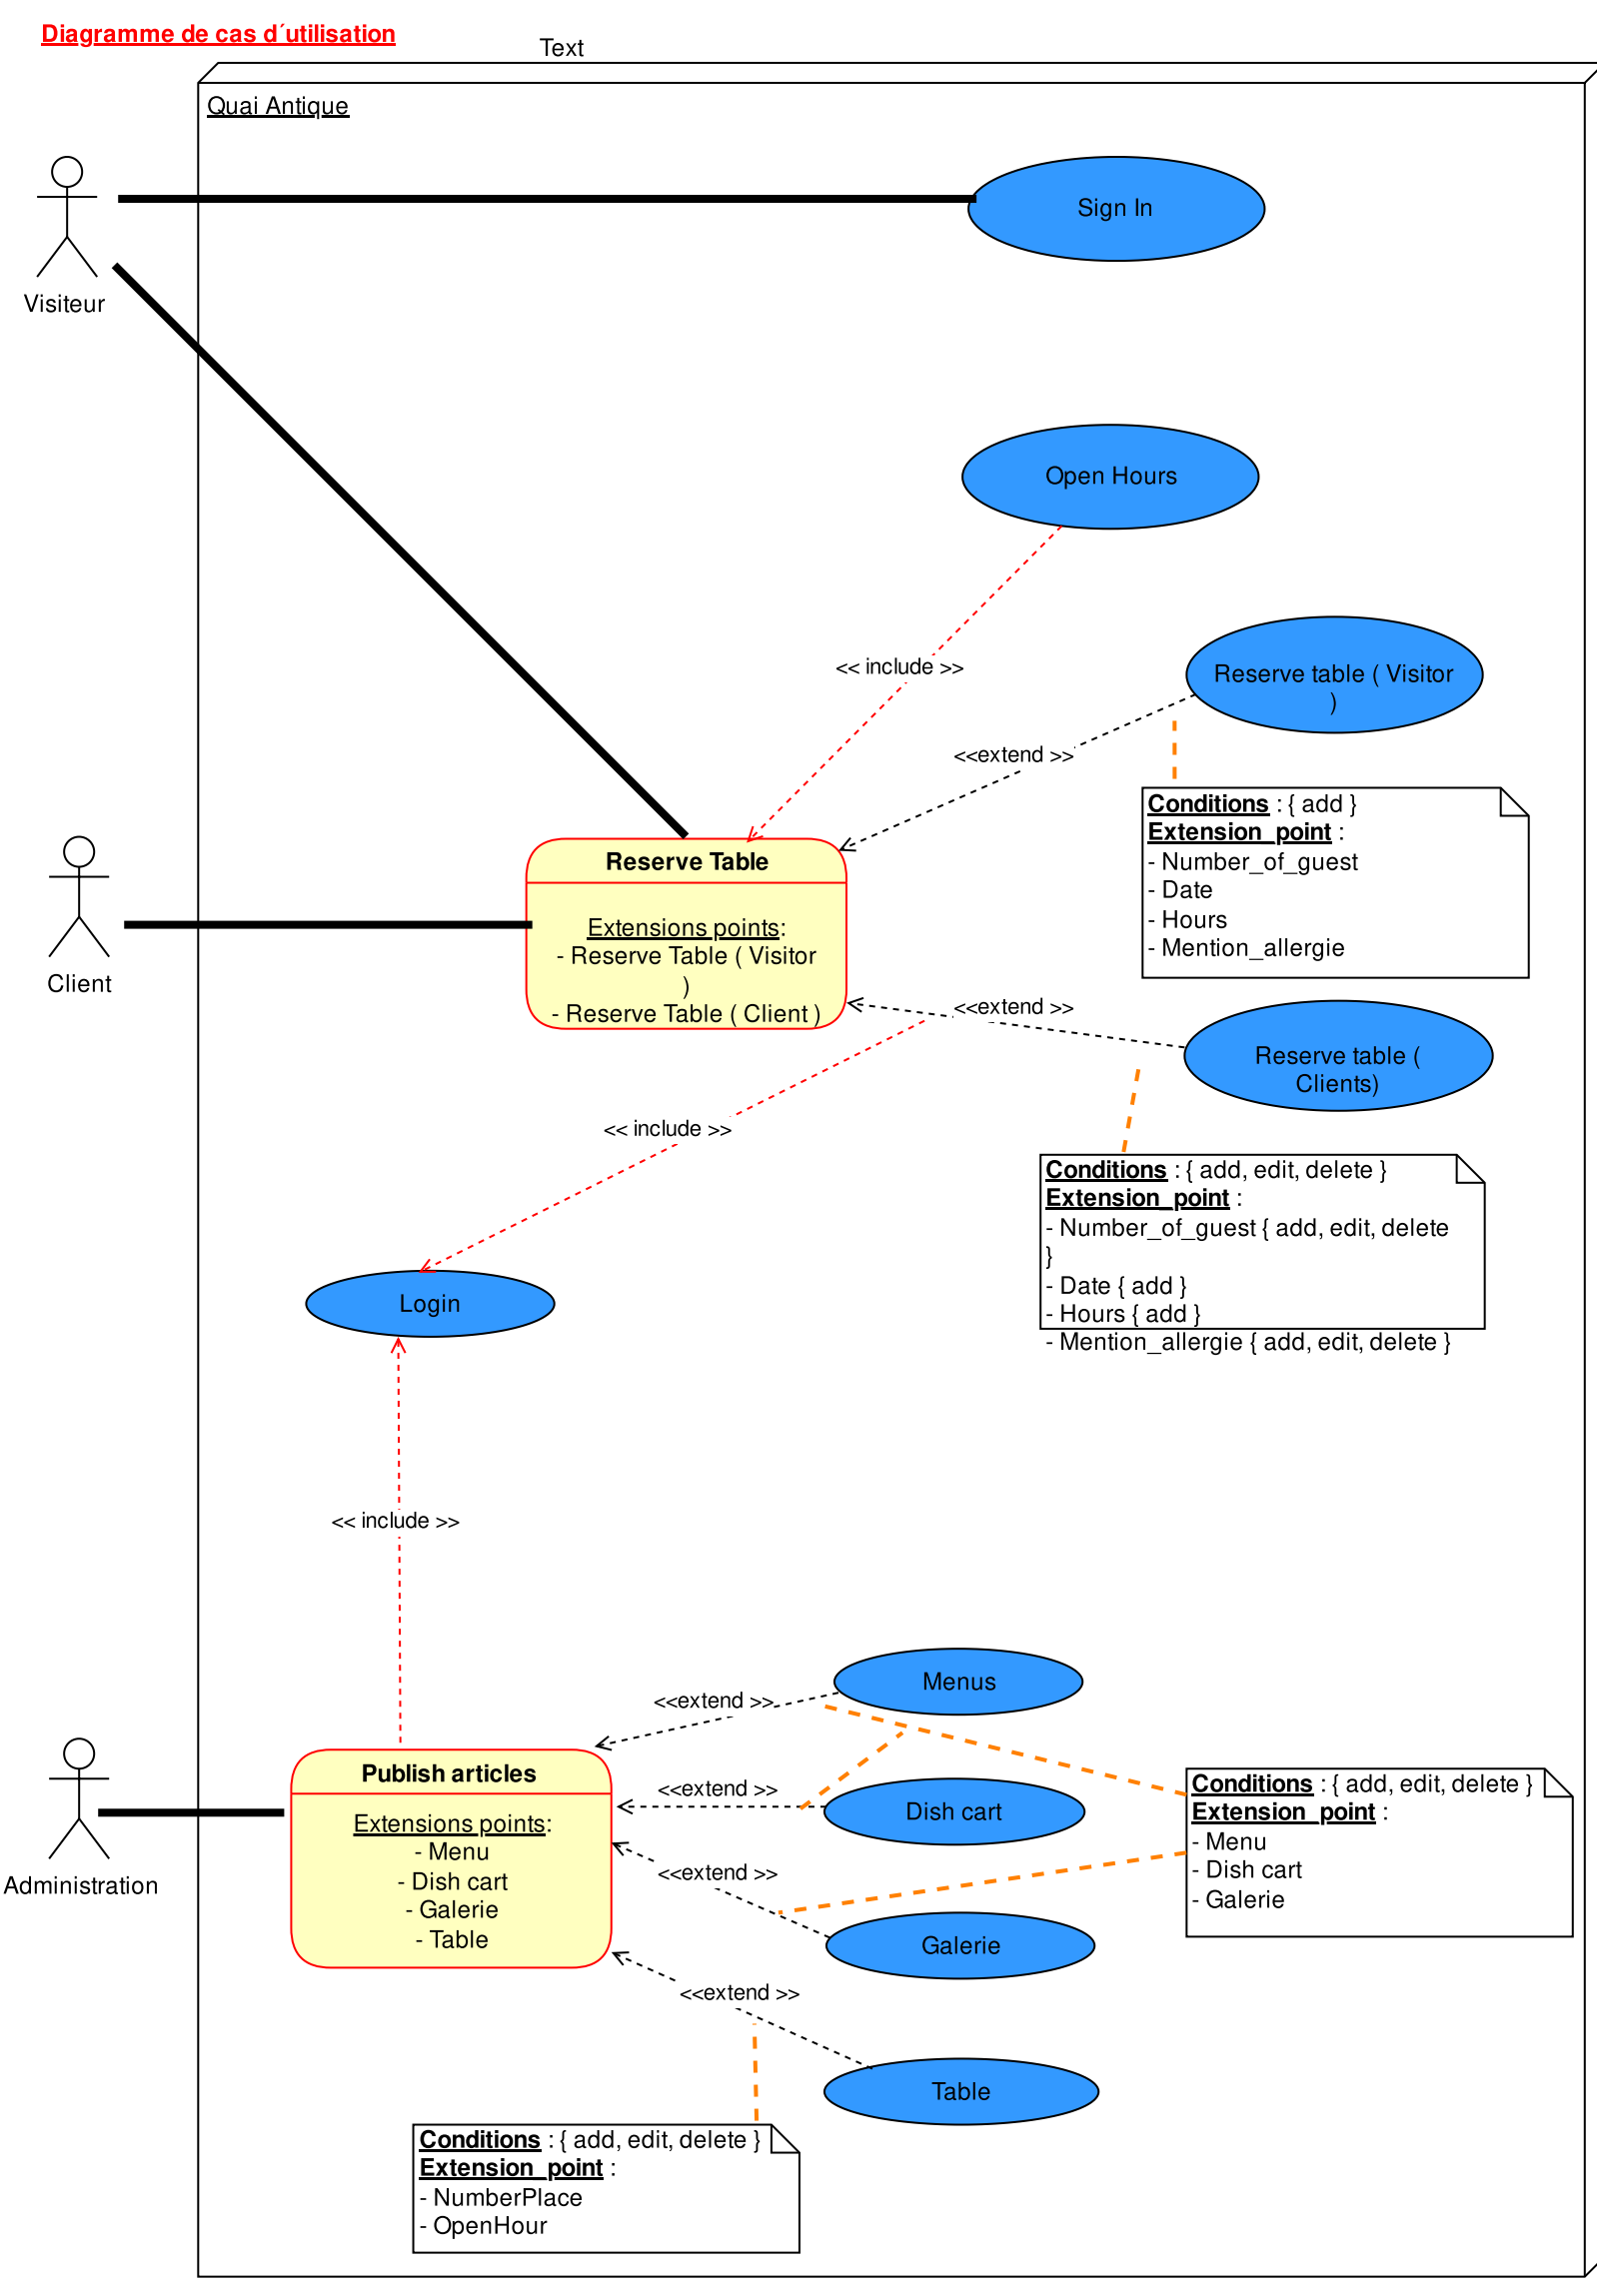 Diagramme de cas d´utilisation
Text
Quai Antique
Sign In
Visiteur
Open Hours
<< include >>
Reserve table ( Visitor
)
<<extend >>
Conditions : { add }
Extension_point :
- Number_of_guest
- Date
- Hours
- Mention_allergie
Reserve Table
Extensions points:
- Reserve Table ( Visitor
)
- Reserve Table ( Client )
Client
<<extend >>
Reserve table (
Clients)
<< include >>
Conditions : { add, edit, delete }
Extension_point :
- Number_of_guest { add, edit, delete
}
- Date { add }
- Hours { add }
- Mention_allergie { add, edit, delete }
Login
<< include >>
Menus
<<extend >>
Publish articles
Extensions points:
- Menu
- Dish cart
- Galerie
- Table
Administration
<<extend >>
Dish cart
Conditions : { add, edit, delete }
Extension_point :
- Menu
- Dish cart
- Galerie
<<extend >>
Galerie
<<extend >>
Table
Conditions : { add, edit, delete }
Extension_point :
- NumberPlace
- OpenHour